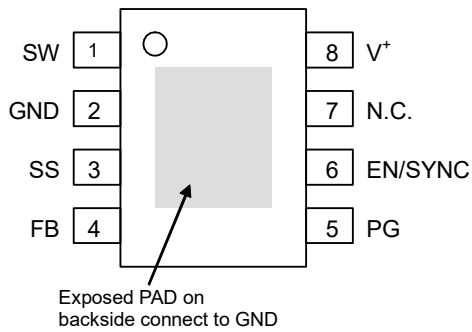 SW 1 8 V⁺
GND 2 7 N.C.
SS 3 6 EN/SYNC
FB 4 5 PG
Exposed PAD on
backside connect to GND